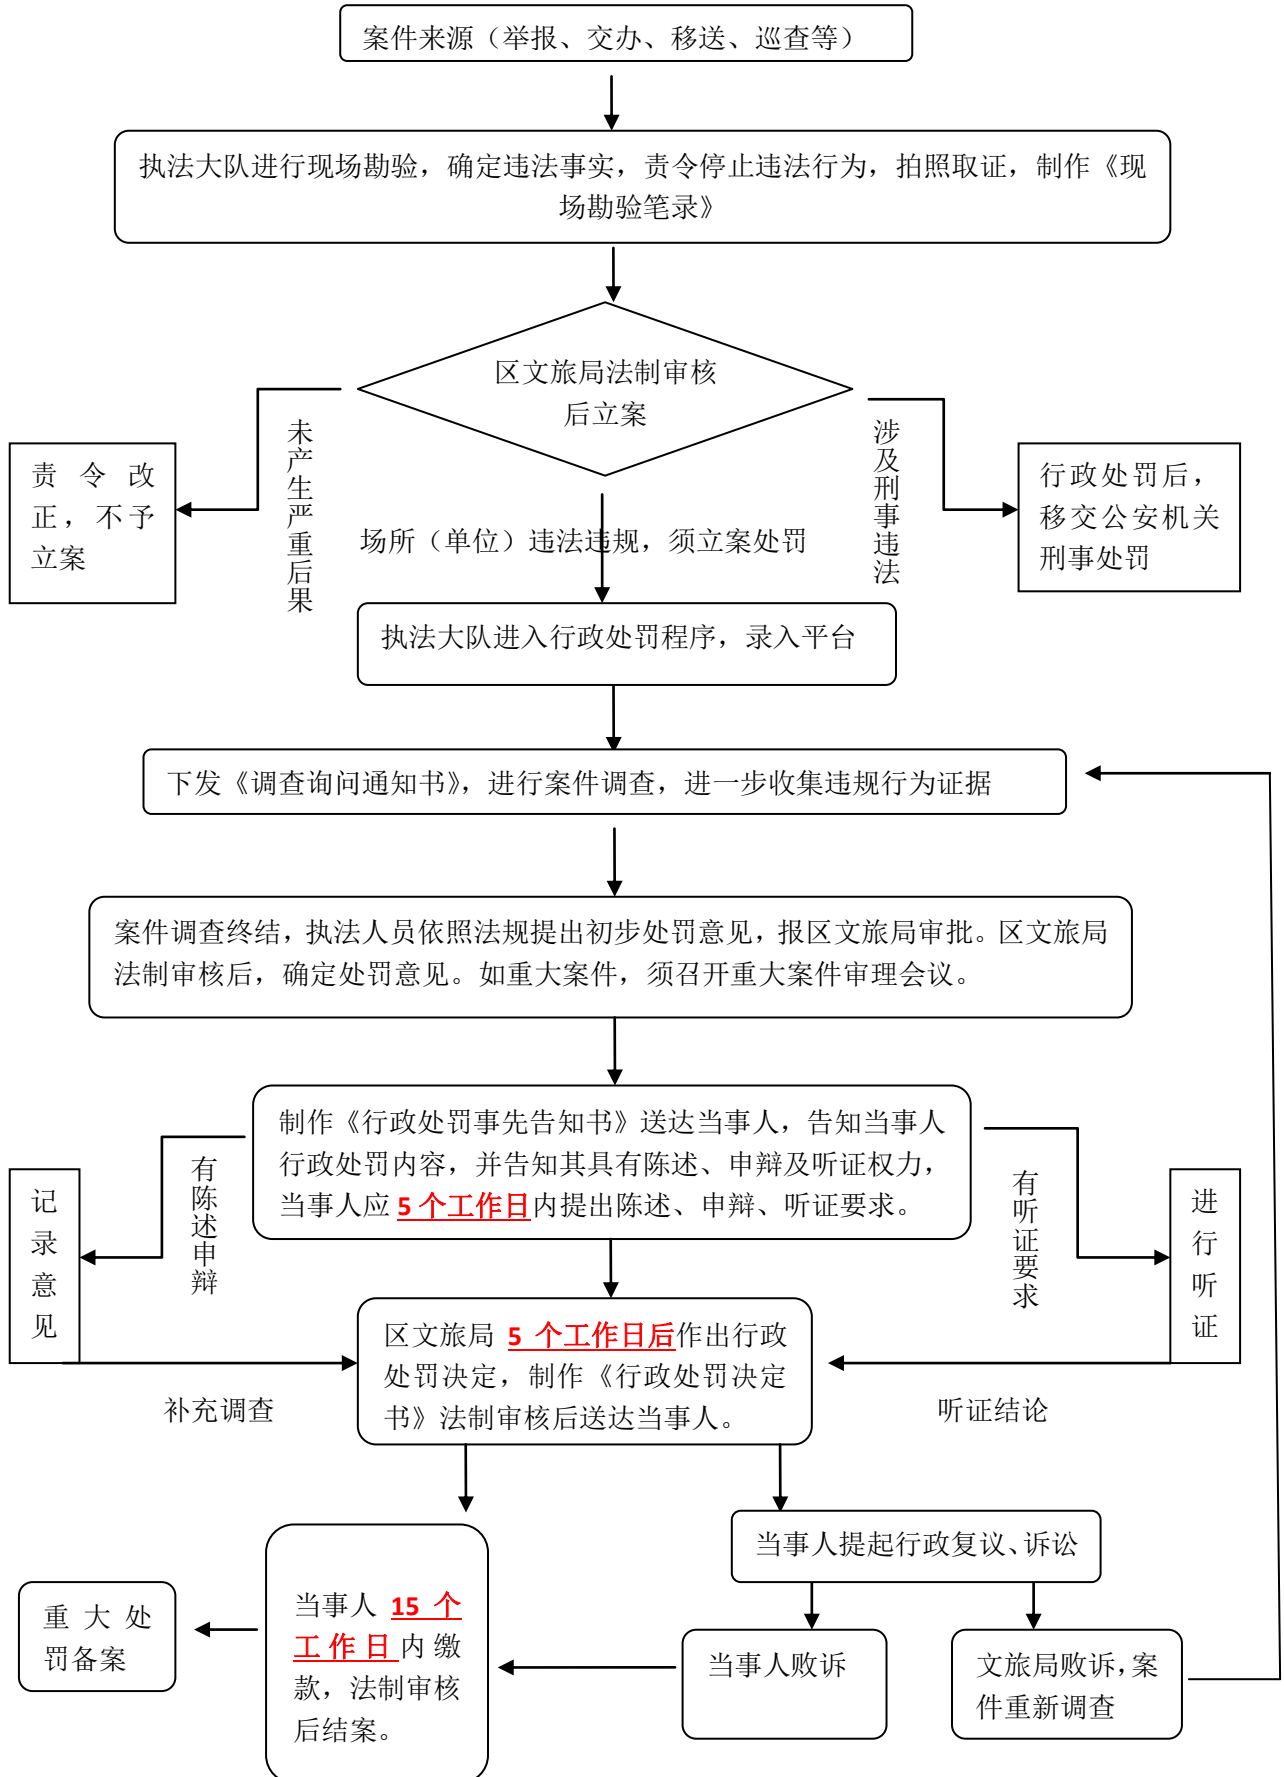 案件来源（举报、交办、移送、巡查等）
执法大队进行现场勘验，确定违法事实，责令停止违法行为，拍照取证，制作《现
场勘验笔录》
区文旅局法制审核
后立案
未产生严重后果
涉及刑事违法
责令改
正，不予
立案
行政处罚后，
移交公安机关
刑事处罚
场所（单位）违法违规，须立案处罚
执法大队进入行政处罚程序，录入平台
下发《调查询问通知书》，进行案件调查，进一步收集违规行为证据
案件调查终结，执法人员依照法规提出初步处罚意见，报区文旅局审批。区文旅局
法制审核后，确定处罚意见。如重大案件，须召开重大案件审理会议。
制作《行政处罚事先告知书》送达当事人，告知当事人
行政处罚内容，并告知其具有陈述、申辩及听证权力，
当事人应 5 个工作日内提出陈述、申辩、听证要求。
有陈述申辩
有听证要求
记录意见
进行听证
区文旅局 5 个工作日后作出行政
处罚决定，制作《行政处罚决定
书》法制审核后送达当事人。
补充调查
听证结论
当事人提起行政复议、诉讼
当事人 15 个
工作日内缴
款，法制审核
后结案。
重大处
罚备案
当事人败诉
文旅局败诉，案
件重新调查